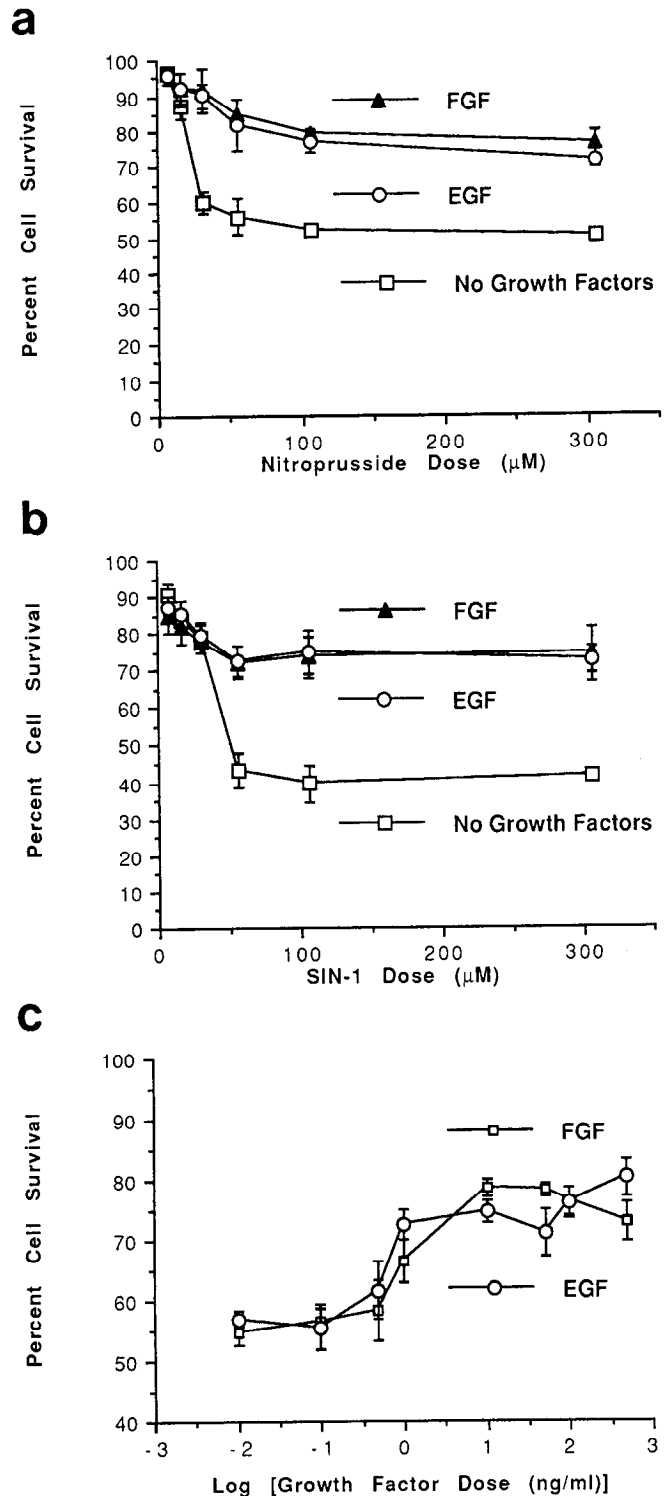 a
Percent Cell Survival
100
90
80
70
60
50
40
30
20
10
0
FGF
EGF
No Growth Factors
0 100 200 300
Nitroprusside Dose (μM)
b
Percent Cell Survival
100
90
80
70
60
50
40
30
20
10
0
FGF
EGF
No Growth Factors
0 100 200 300
SIN-1 Dose (μM)
c
Percent Cell Survival
100
90
80
70
60
50
40
FGF
EGF
-3 -2 -1 0 1 2 3
Log [Growth Factor Dose (ng/ml)]